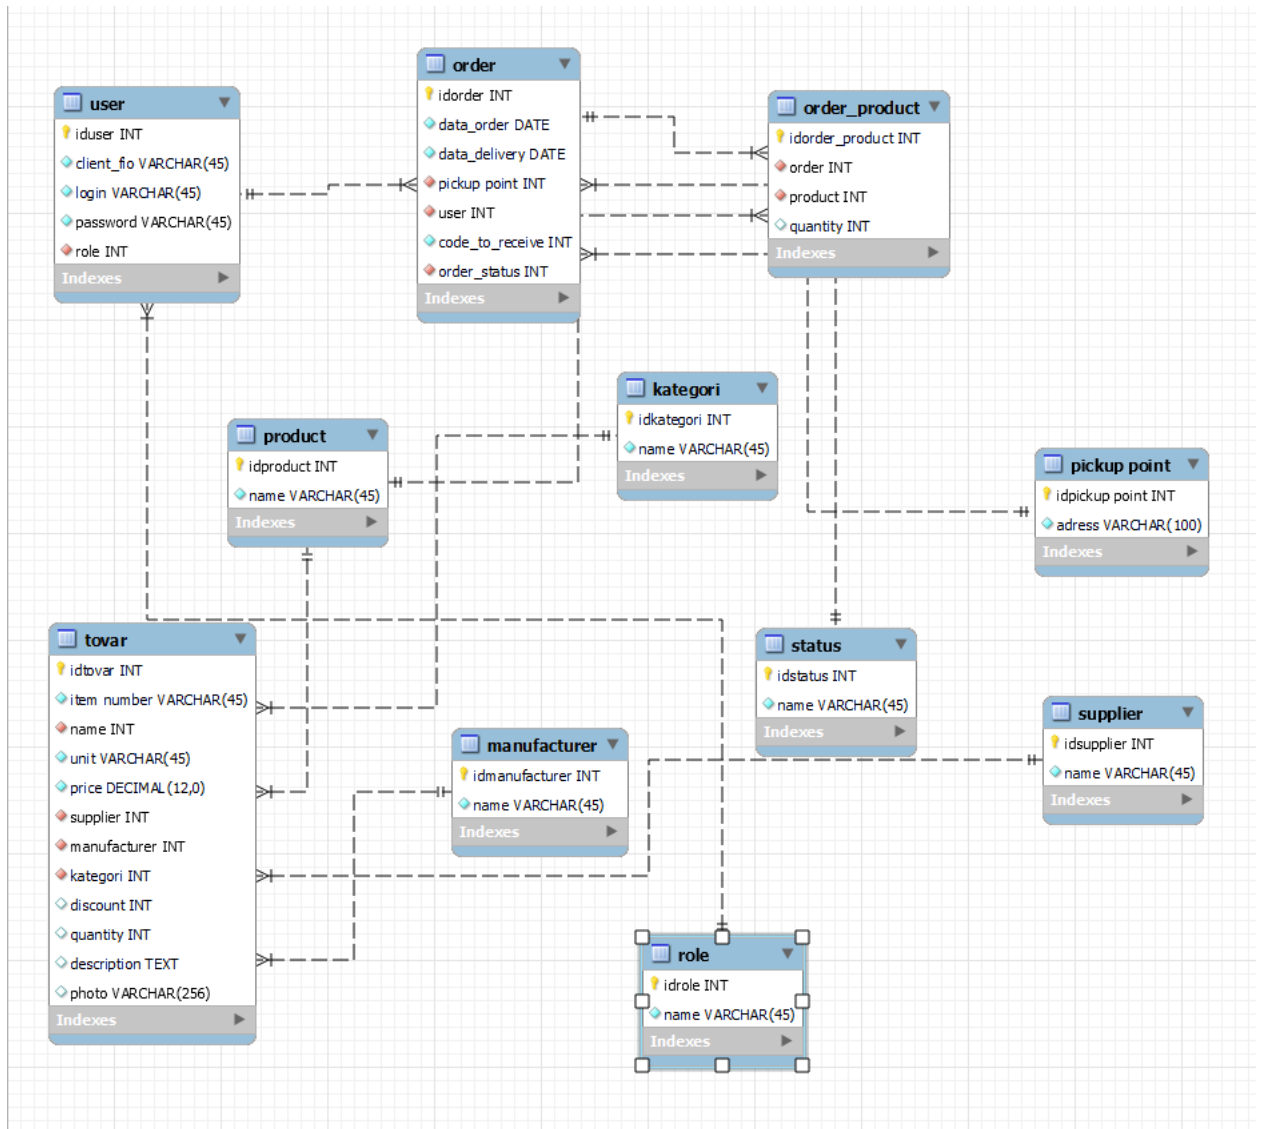 user
iduser INT
client_fio VARCHAR(45)
login VARCHAR(45)
password VARCHAR(45)
role INT
Indexes
order
idorder INT
data_order DATE
data_delivery DATE
pickup point INT
user INT
code_to_receive INT
order_status INT
Indexes
order_product
idorder_product INT
order INT
product INT
quantity INT
Indexes
kategori
idkategori INT
name VARCHAR(45)
Indexes
product
idproduct INT
name VARCHAR(45)
Indexes
pickup point
idpickup point INT
adress VARCHAR(100)
Indexes
tovar
idtovar INT
item number VARCHAR(45)
name INT
unit VARCHAR(45)
price DECIMAL(12,0)
supplier INT
manufacturer INT
kategori INT
discount INT
quantity INT
description TEXT
photo VARCHAR(256)
Indexes
status
idstatus INT
name VARCHAR(45)
Indexes
manufacturer
idmanufacturer INT
name VARCHAR(45)
Indexes
supplier
idsupplier INT
name VARCHAR(45)
Indexes
role
idrole INT
name VARCHAR(45)
Indexes